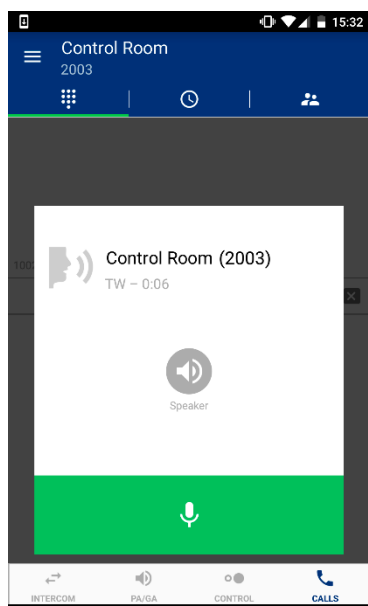 15:32
Control Room
2003
Control Room (2003)
TW – 0:06
Speaker
INTERCOM PA/GA CONTROL CALLS